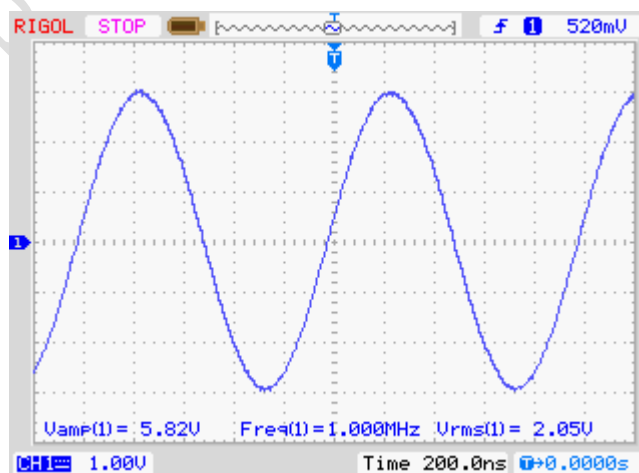 RIGOL STOP T f 1 520mV
T
1
Vamp(1)= 5.82V Freq(1)=1.000MHz Vrms(1)= 2.05V
CH1 1.00V Time 200.0ns T→0.0000s